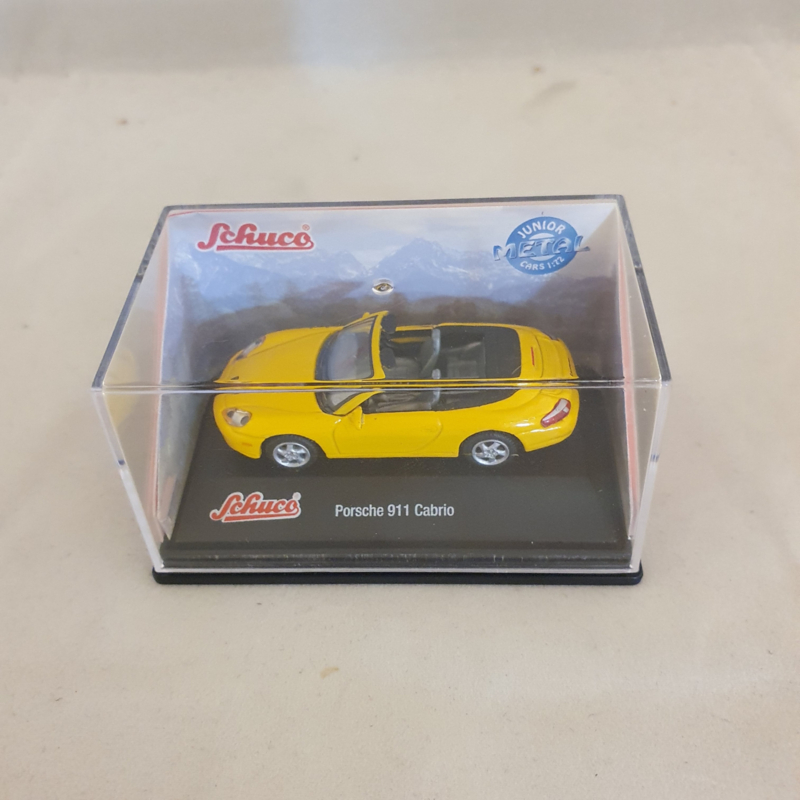 Schuco®
JUNIOR
METAL
CARS 1:72
Schuco®
Porsche 911 Cabrio